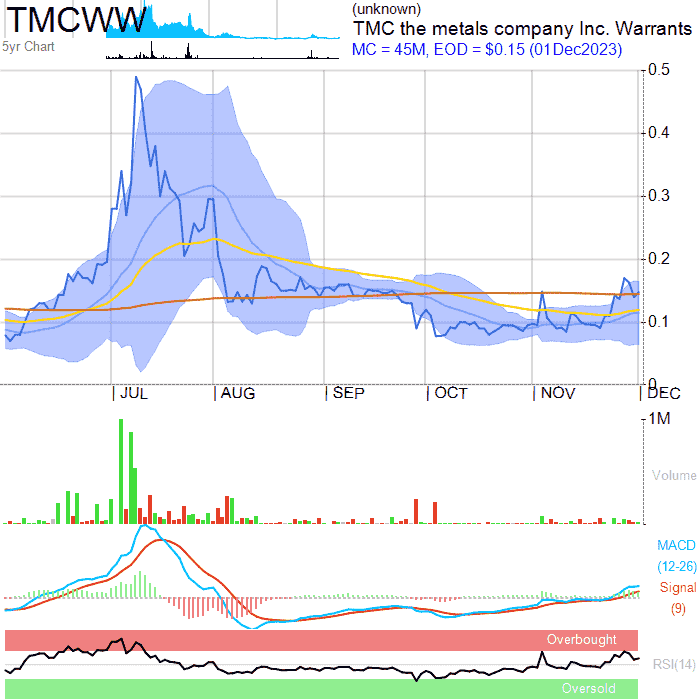 TMCWW
(unknown)
TMC the metals company Inc. Warrants
5yr Chart
MC = 45M, EOD = $0.15 (01Dec2023)
0.5
0.4
0.3
0.2
0.1
0
JUL AUG SEP OCT NOV DEC
1M
Volume
MACD
(12-26)
Signal
(9)
Overbought
RSI(14)
Oversold